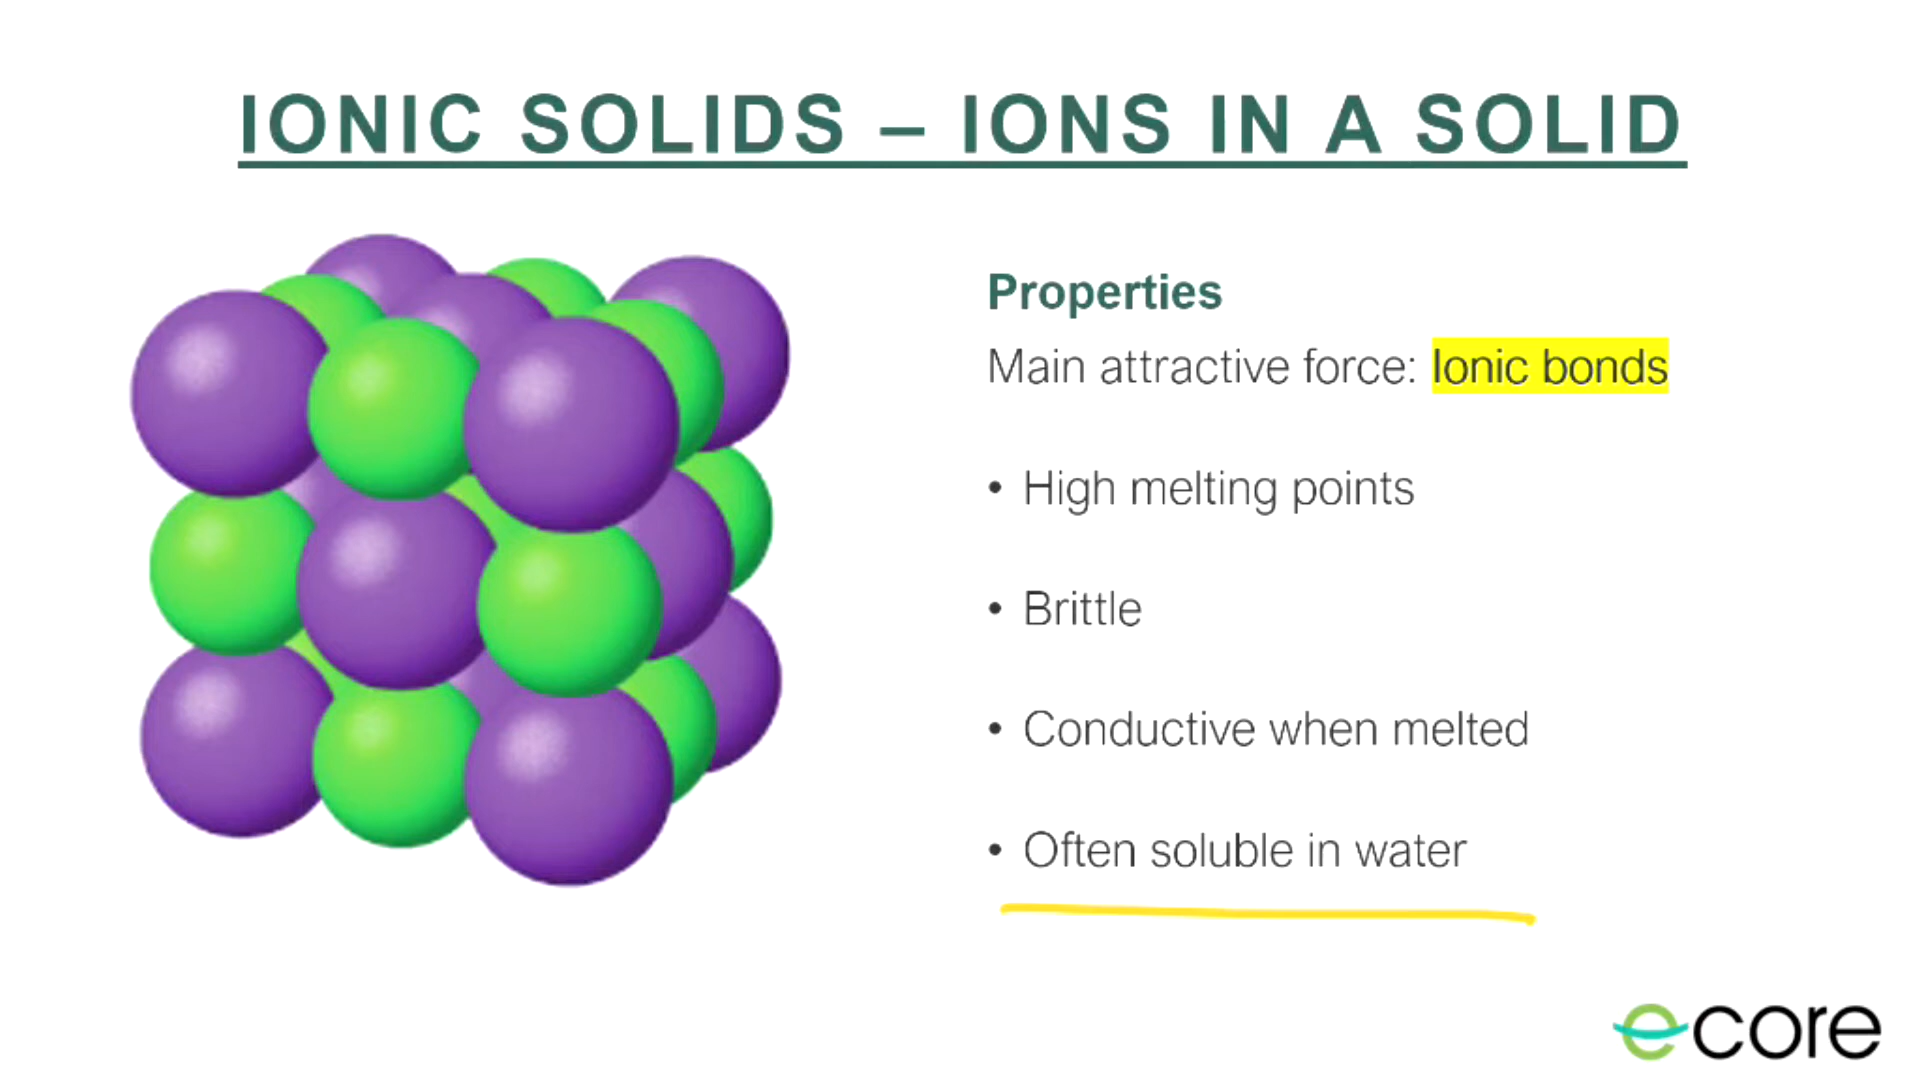 IONIC SOLIDS – IONS IN A SOLID
Properties
Main attractive force: Ionic bonds
• High melting points
• Brittle
• Conductive when melted
• Often soluble in water
ecore